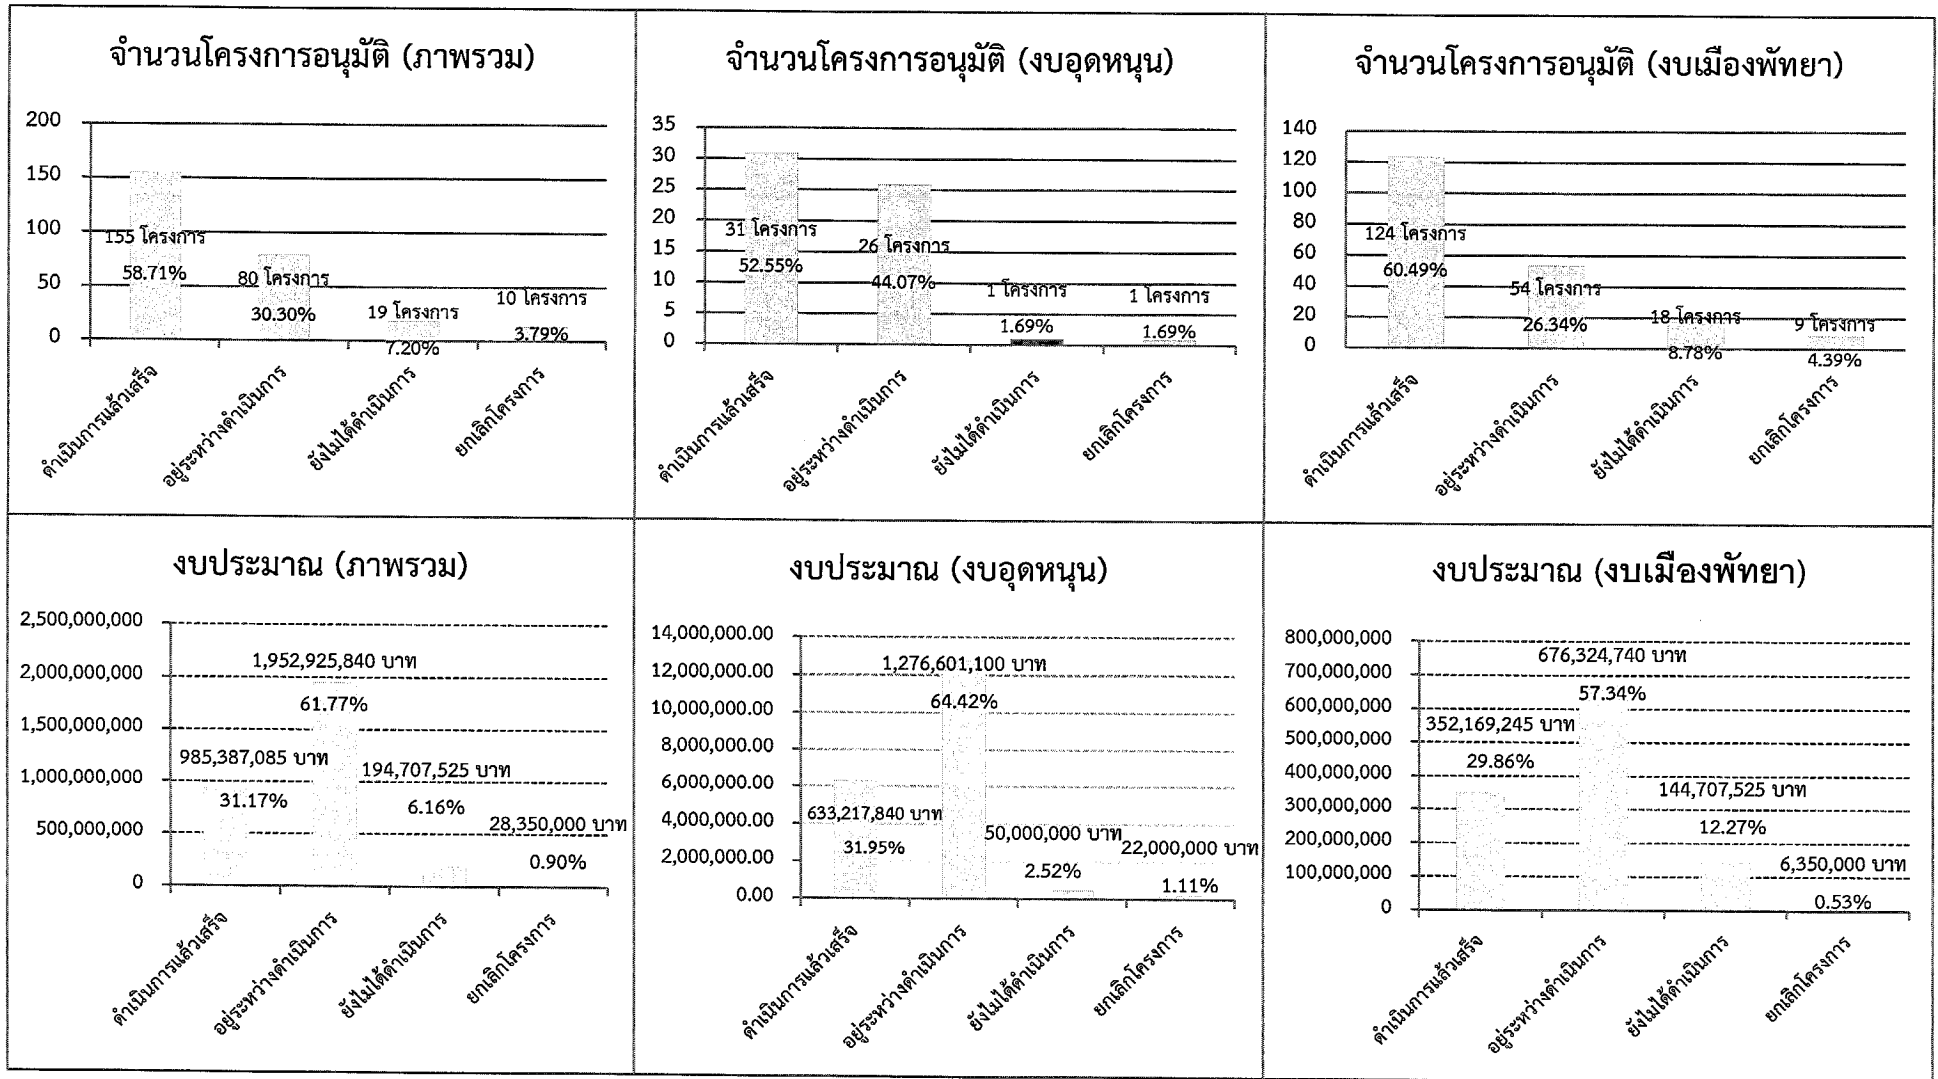 จำนวนโครงการอนุมัติ (ภาพรวม)
200
150
100
50
0
155 โครงการ
58.71%
80 โครงการ
30.30%
19 โครงการ
7.20%
10 โครงการ
3.79%
ดำเนินการแล้วเสร็จ
อยู่ระหว่างดำเนินการ
ยังไม่ได้ดำเนินการ
ยกเลิกโครงการ
จำนวนโครงการอนุมัติ (งบอุดหนุน)
35
30
25
20
15
10
5
0
31 โครงการ
52.55%
26 โครงการ
44.07%
1 โครงการ
1.69%
1 โครงการ
1.69%
ดำเนินการแล้วเสร็จ
อยู่ระหว่างดำเนินการ
ยังไม่ได้ดำเนินการ
ยกเลิกโครงการ
จำนวนโครงการอนุมัติ (งบเมืองพัทยา)
140
120
100
80
60
40
20
0
124 โครงการ
60.49%
54 โครงการ
26.34%
18 โครงการ
8.78%
9 โครงการ
4.39%
ดำเนินการแล้วเสร็จ
อยู่ระหว่างดำเนินการ
ยังไม่ได้ดำเนินการ
ยกเลิกโครงการ
งบประมาณ (ภาพรวม)
2,500,000,000
2,000,000,000
1,500,000,000
1,000,000,000
500,000,000
0
985,387,085 บาท
31.17%
1,952,925,840 บาท
61.77%
194,707,525 บาท
6.16%
28,350,000 บาท
0.90%
ดำเนินการแล้วเสร็จ
อยู่ระหว่างดำเนินการ
ยังไม่ได้ดำเนินการ
ยกเลิกโครงการ
งบประมาณ (งบอุดหนุน)
14,000,000.00
12,000,000.00
10,000,000.00
8,000,000.00
6,000,000.00
4,000,000.00
2,000,000.00
0.00
633,217,840 บาท
31.95%
1,276,601,100 บาท
64.42%
50,000,000 บาท
2.52%
22,000,000 บาท
1.11%
ดำเนินการแล้วเสร็จ
อยู่ระหว่างดำเนินการ
ยังไม่ได้ดำเนินการ
ยกเลิกโครงการ
งบประมาณ (งบเมืองพัทยา)
800,000,000
700,000,000
600,000,000
500,000,000
400,000,000
300,000,000
200,000,000
100,000,000
0
352,169,245 บาท
29.86%
676,324,740 บาท
57.34%
144,707,525 บาท
12.27%
6,350,000 บาท
0.53%
ดำเนินการแล้วเสร็จ
อยู่ระหว่างดำเนินการ
ยังไม่ได้ดำเนินการ
ยกเลิกโครงการ